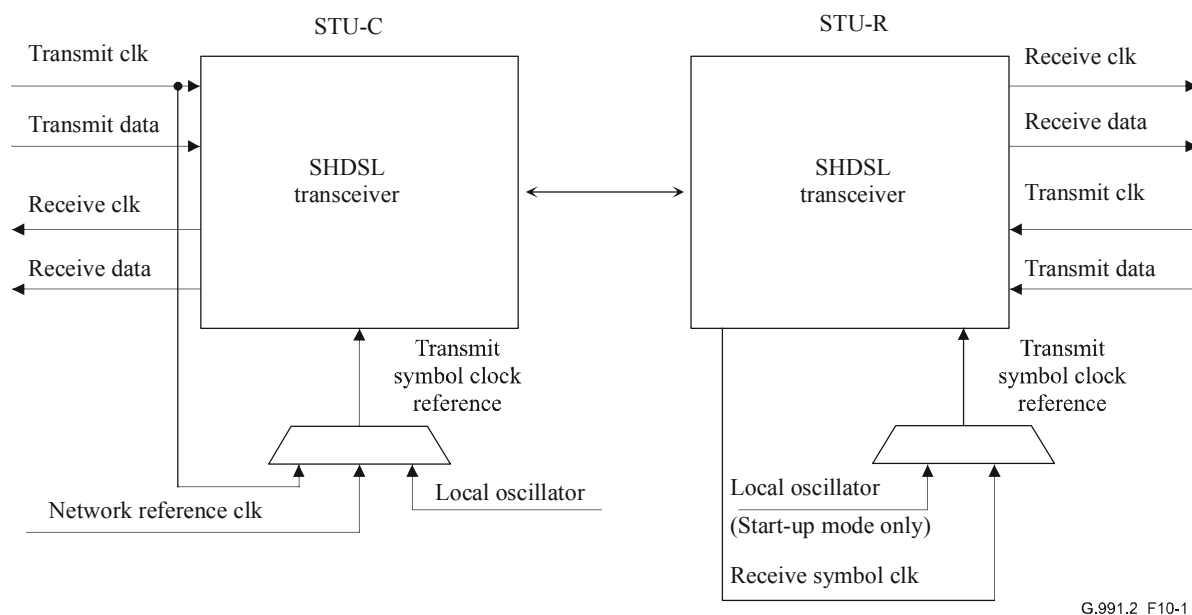 STU-C
STU-R
Transmit clk
Transmit data
Receive clk
Receive data
SHDSL
transceiver
SHDSL
transceiver
Receive clk
Receive data
Transmit clk
Transmit data
Transmit
symbol clock
reference
Transmit
symbol clock
reference
Network reference clk
Local oscillator
Local oscillator
(Start-up mode only)
Receive symbol clk
G.991.2_F10-1